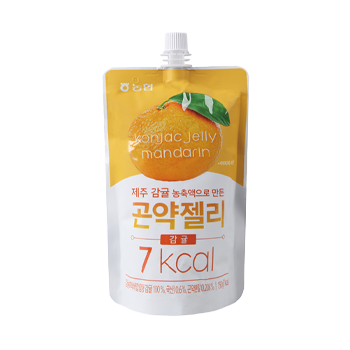 농협
konjac jelly
mandarin
제주 감귤 농축액으로 만든
곤약젤리
감귤
7 kcal